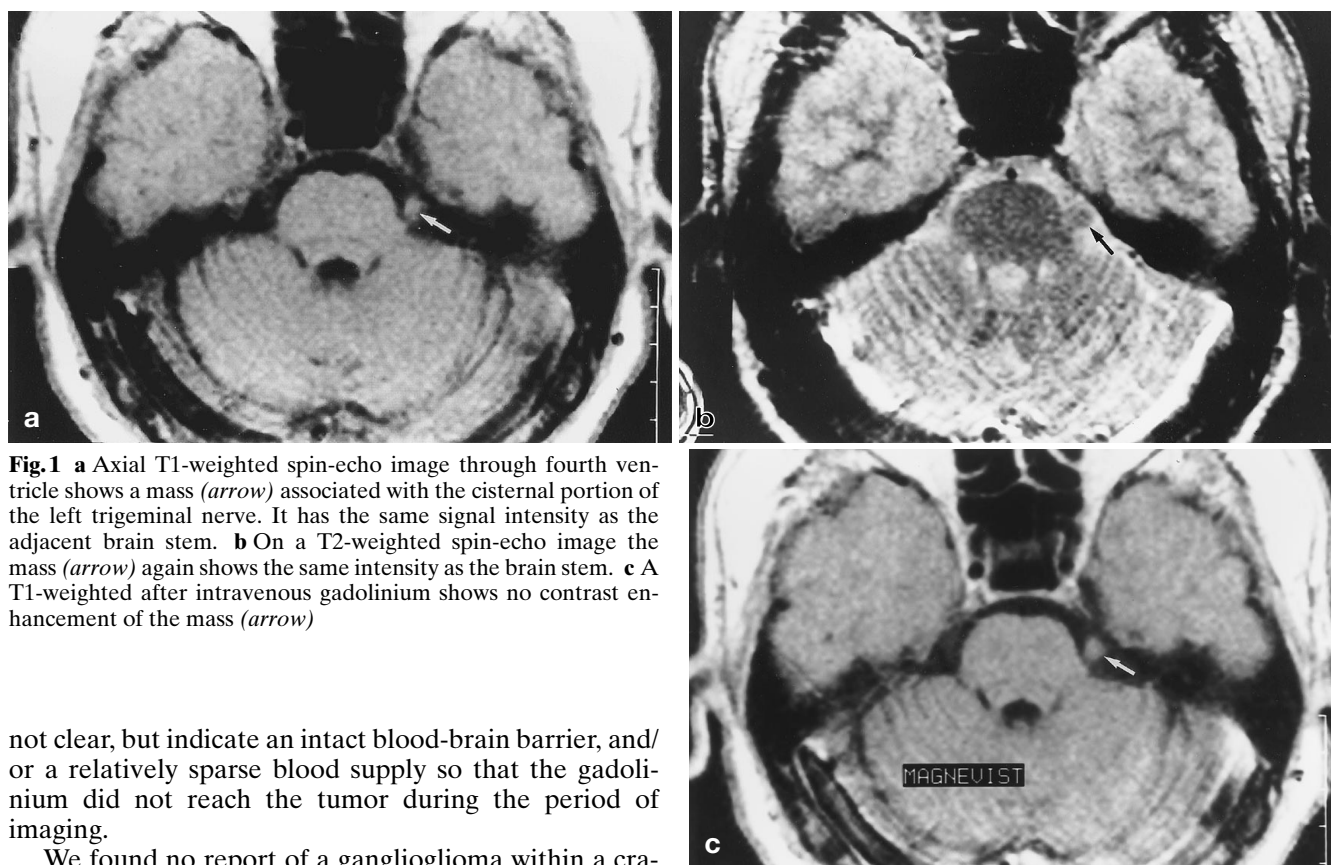 a
b
Fig. 1 a Axial T1-weighted spin-echo image through fourth ven-
tricle shows a mass (arrow) associated with the cisternal portion of
the left trigeminal nerve. It has the same signal intensity as the
adjacent brain stem. b On a T2-weighted spin-echo image the
mass (arrow) again shows the same intensity as the brain stem. c A
T1-weighted after intravenous gadolinium shows no contrast en-
hancement of the mass (arrow)
not clear, but indicate an intact blood-brain barrier, and/
or a relatively sparse blood supply so that the gadoli-
nium did not reach the tumor during the period of
imaging.
We found no report of a ganglioglioma within a cra-
MAGNEVIST
c